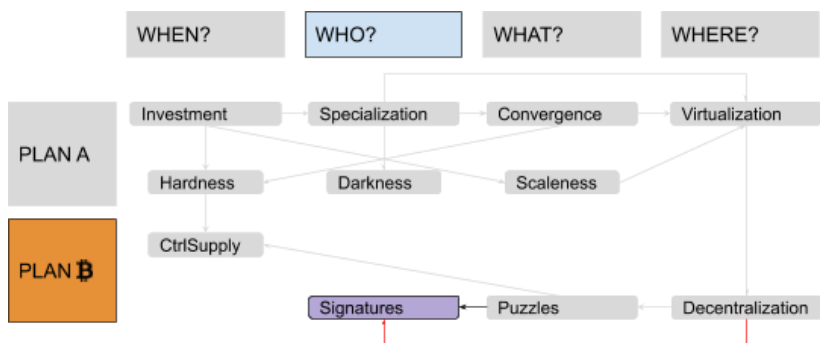 WHEN?
WHO?
WHAT?
WHERE?
PLAN A
Investment
Specialization
Convergence
Virtualization
Hardness
Darkness
Scaleness
PLAN ₿
CtrlSupply
Signatures
Puzzles
Decentralization